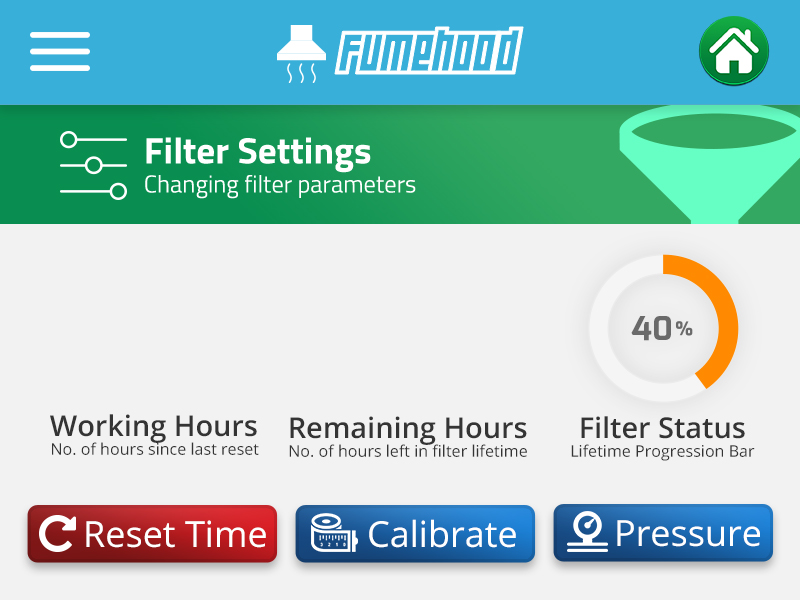 Fumehood
Filter Settings
Changing filter parameters
40%
Working Hours
No. of hours since last reset
Remaining Hours
No. of hours left in filter lifetime
Filter Status
Lifetime Progression Bar
Reset Time
Calibrate
Pressure